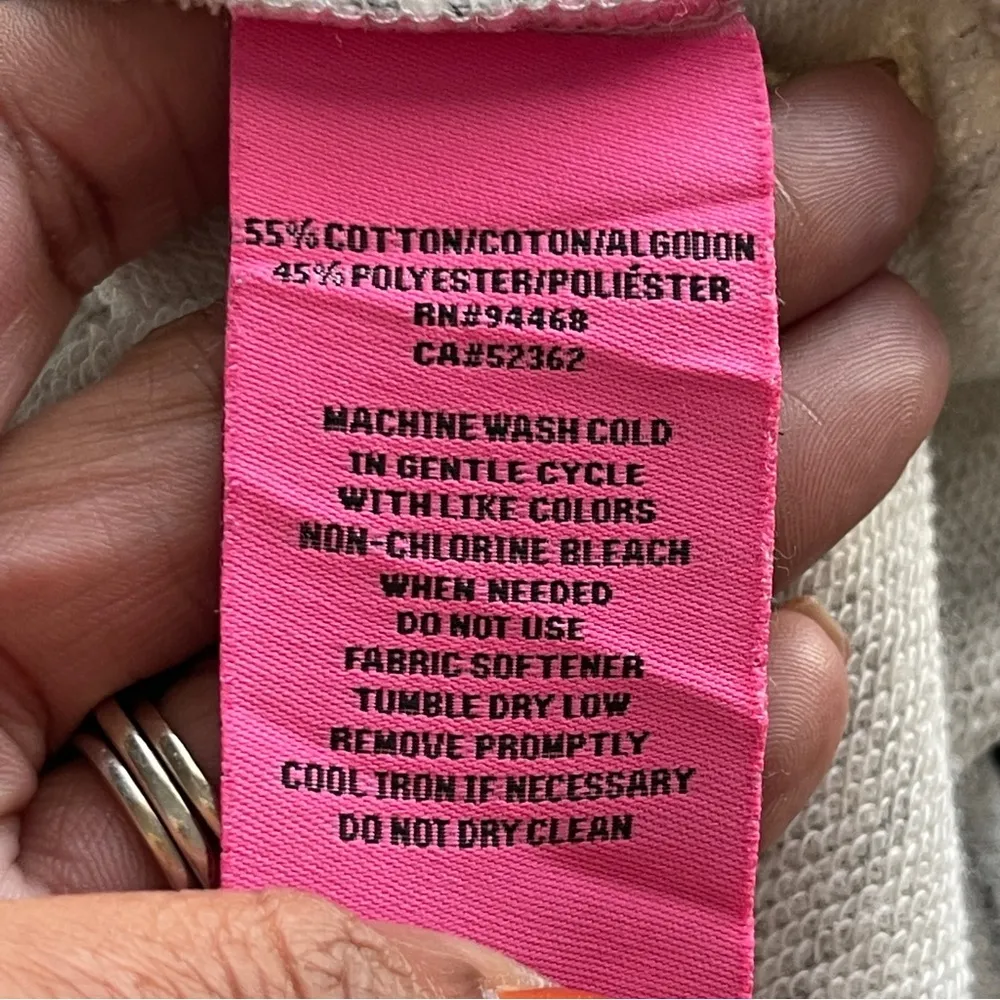 55% COTTON/COTON/ALGODON
45% POLYESTER/POLIÉSTER
RN#94468
CA#52362
MACHINE WASH COLD
IN GENTLE CYCLE
WITH LIKE COLORS
NON-CHLORINE BLEACH
WHEN NEEDED
DO NOT USE
FABRIC SOFTENER
TUMBLE DRY LOW
REMOVE PROMPTLY
COOL IRON IF NECESSARY
DO NOT DRY CLEAN